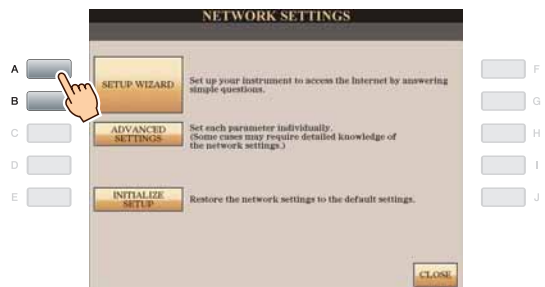 NETWORK SETTINGS
A
B
C
D
E
F
G
H
I
J
SETUP WIZARD
Set up your instrument to access the Internet by answering
simple questions.
ADVANCED
SETTINGS
Set each parameter individually.
(Some cases may require detailed knowledge of
the network settings.)
INITIALIZE
SETUP
Restore the network settings to the default settings.
CLOSE